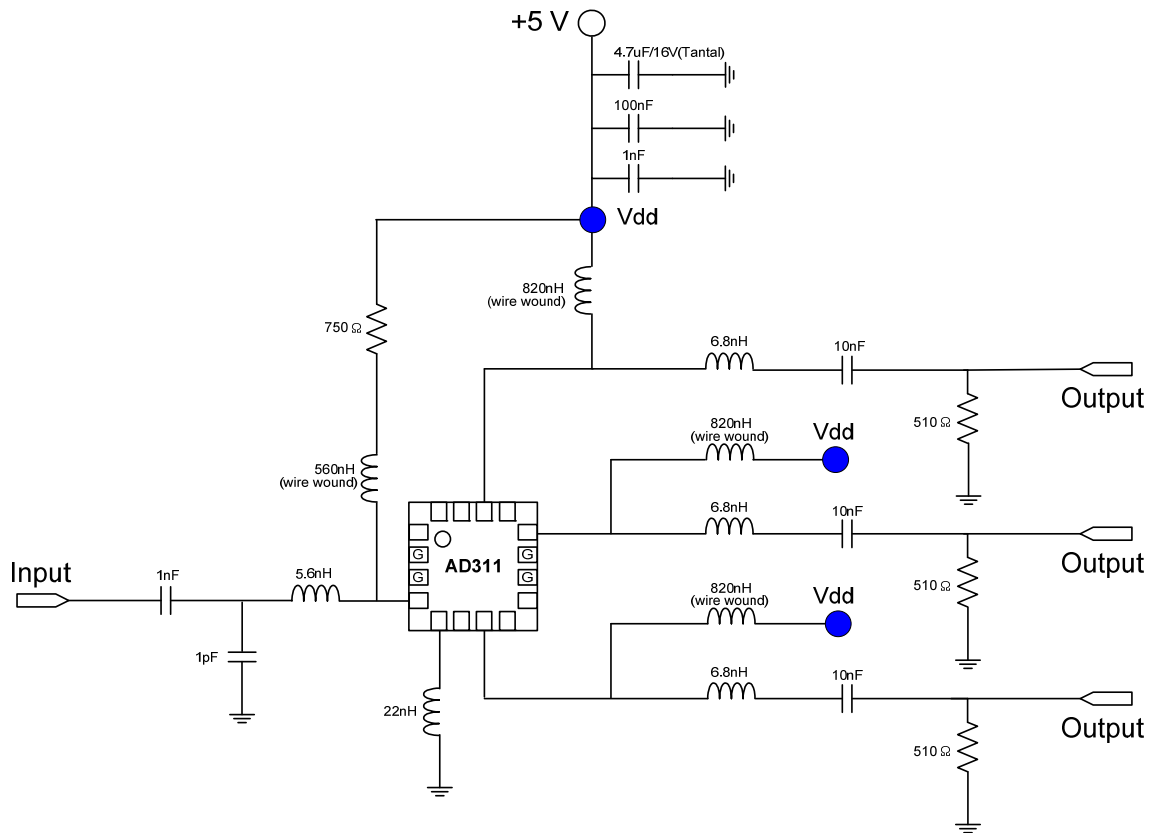 +5 V
4.7uF/16V(Tantal)
100nF
1nF
Vdd
820nH
(wire wound)
750 Ω
6.8nH
10nF
Output
510 Ω
820nH
(wire wound)
Vdd
560nH
(wire wound)
6.8nH
10nF
Output
G
G
AD311
G
G
Input
1nF
5.6nH
510 Ω
820nH
(wire wound)
Vdd
1pF
6.8nH
10nF
22nH
Output
510 Ω